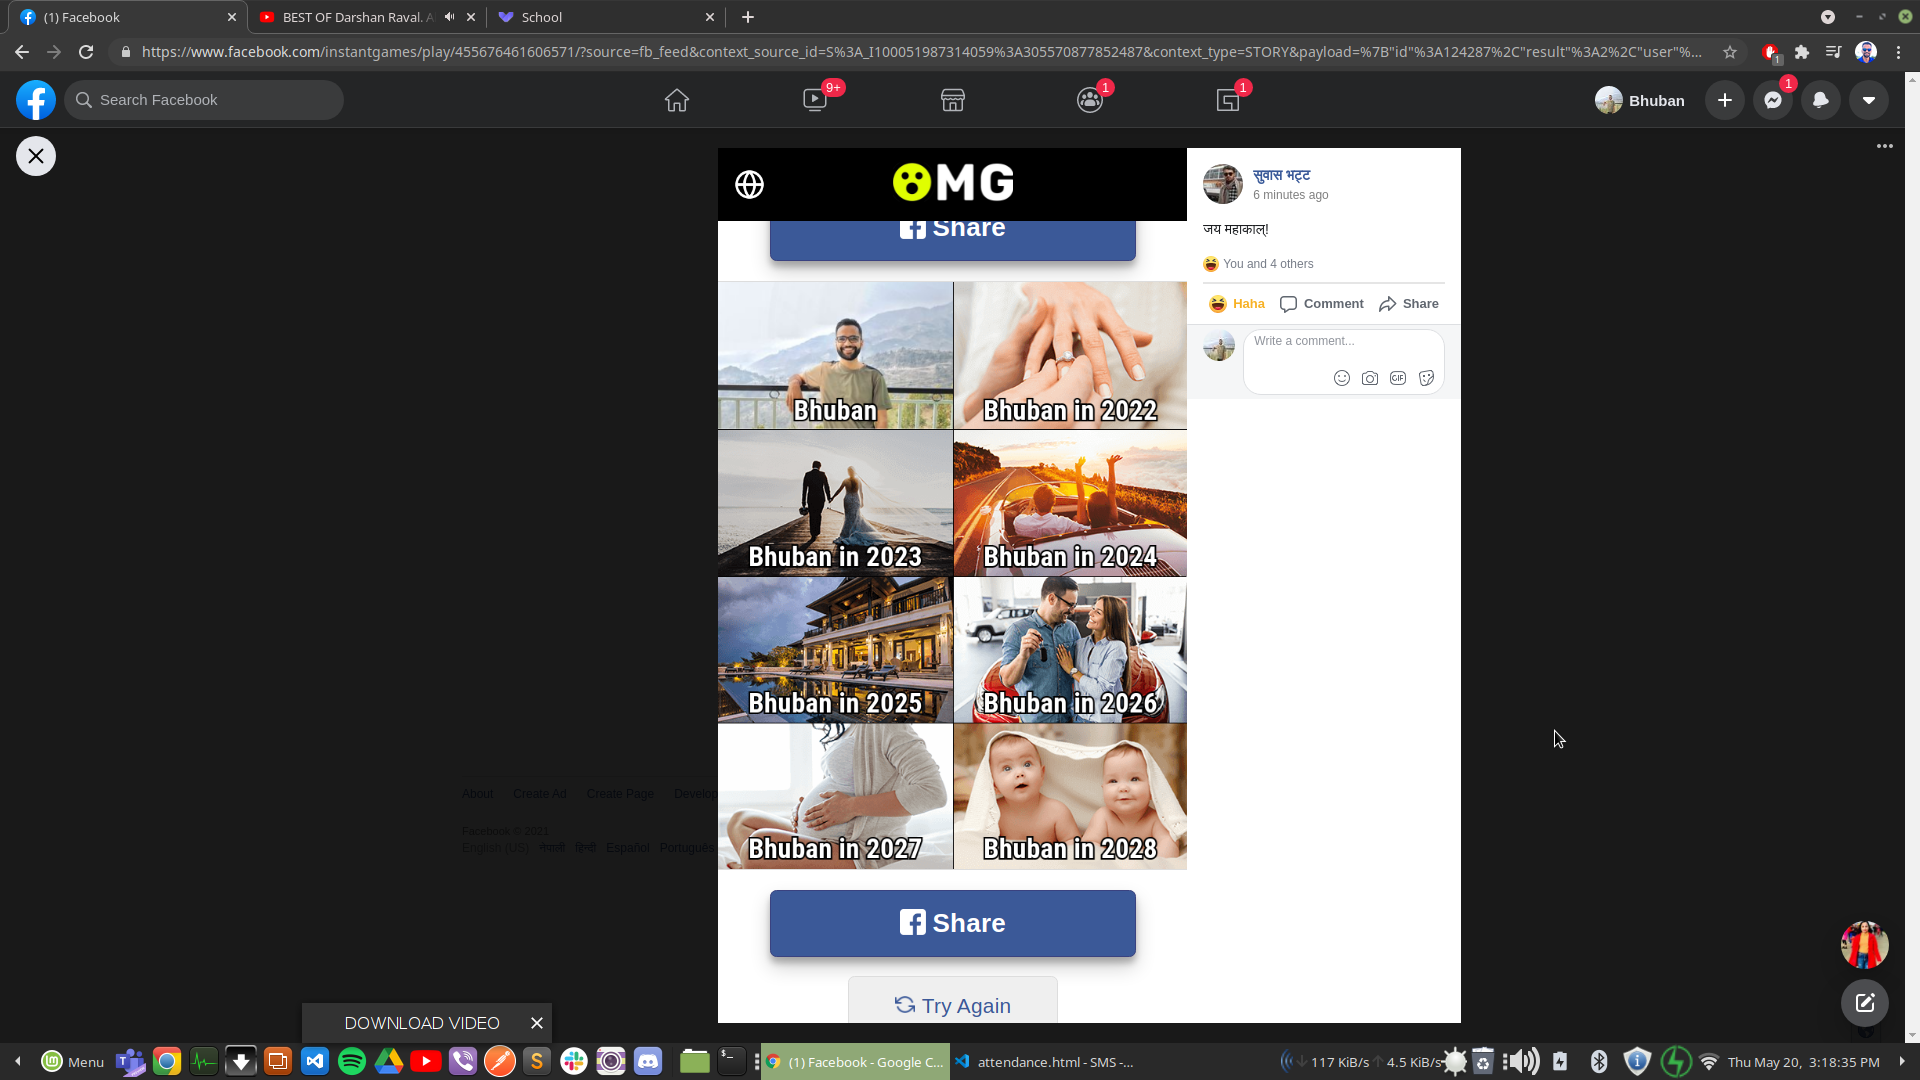 (1) Facebook
BEST OF Darshan Raval. A
School
https://www.facebook.com/instantgames/play/455676461606571/?source=fb_feed&context_source_id=S%3A_I100051987314059%3A3055708778524​87&context_type=STORY&payload=%7B"id"%3A124287%2C"result"%3A2%2C"user"%...
1
Search Facebook
9+
1
1
Bhuban
1
OMG
Share
सुवास भट्ट
6 minutes ago
जय महाकाल्!
You and 4 others
Haha
Comment
Share
Write a comment...
GIF
Bhuban
Bhuban in 2022
Bhuban in 2023
Bhuban in 2024
Bhuban in 2025
Bhuban in 2026
Bhuban in 2027
Bhuban in 2028
About Create Ad Create Page Develop
Facebook © 2021
English (US) नेपाली हिन्दी Español Português
Share
Try Again
DOWNLOAD VIDEO
Menu
(1) Facebook - Google C...
attendance.html - SMS -...
117 KiB/s
4.5 KiB/s
Thu May 20, 3:18:35 PM